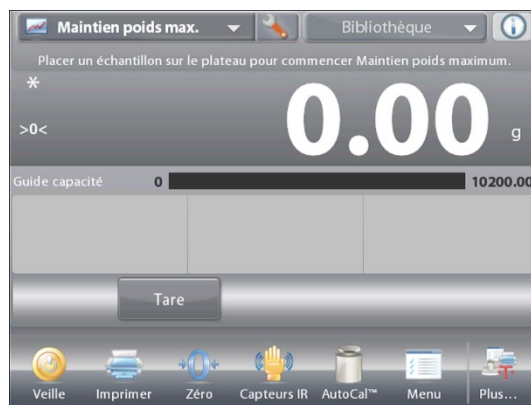 Maintien poids max.
Bibliothèque
Placer un échantillon sur le plateau pour commencer Maintien poids maximum.
*
>0<
0.00 g
Guide capacité 0 10200.00
Tare
Veille Imprimer Zéro Capteurs IR AutoCal™ Menu Plus...